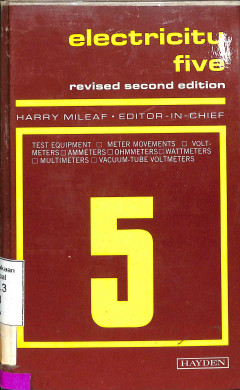 electricity
five
revised second edition
HARRY MILEAF · EDITOR-IN-CHIEF
TEST EQUIPMENT □ METER MOVEMENTS □ VOLT-
METERS □ AMMETERS □ OHMMETERS □ WATTMETERS
□ MULTIMETERS □ VACUUM-TUBE VOLTMETERS
5
HAYDEN